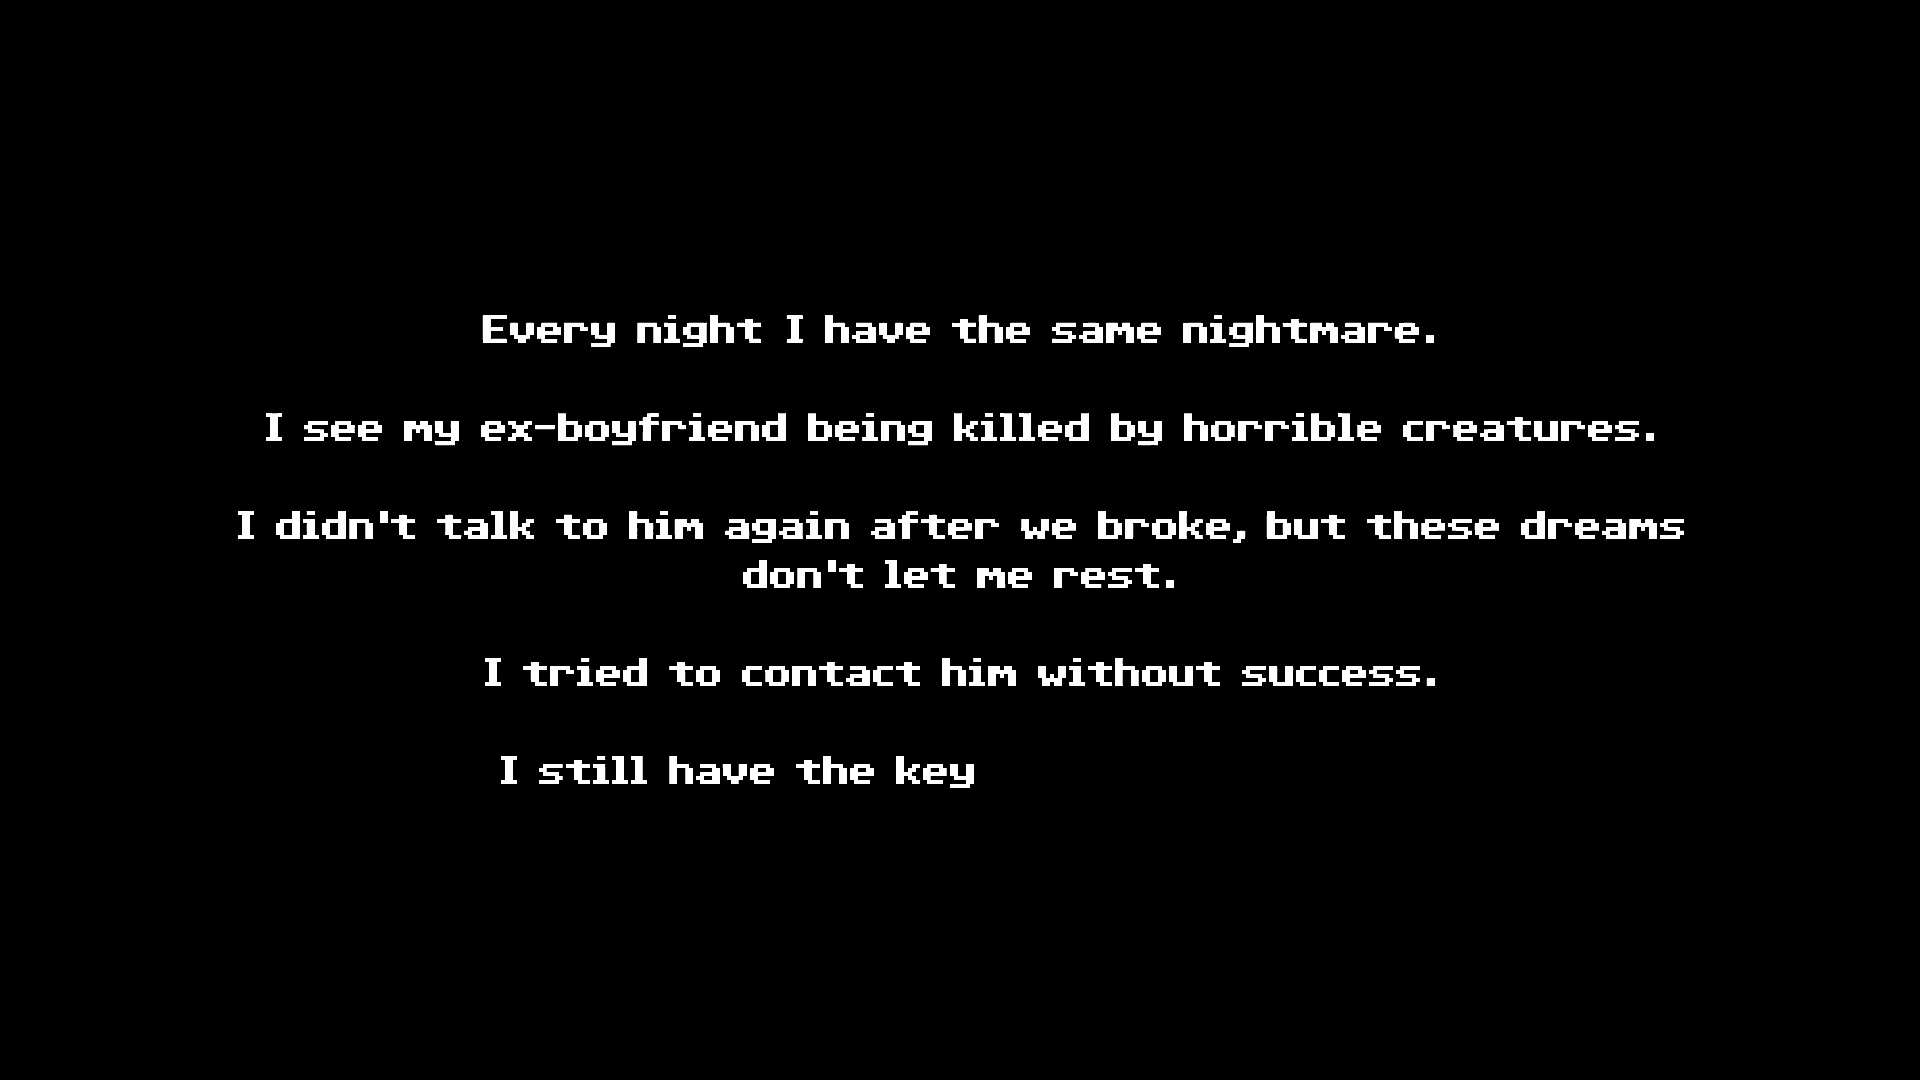 Every night I have the same nightmare.
I see my ex-boyfriend being killed by horrible creatures.
I didn't talk to him again after we broke, but these dreams
don't let me rest.
I tried to contact him without success.
I still have the key